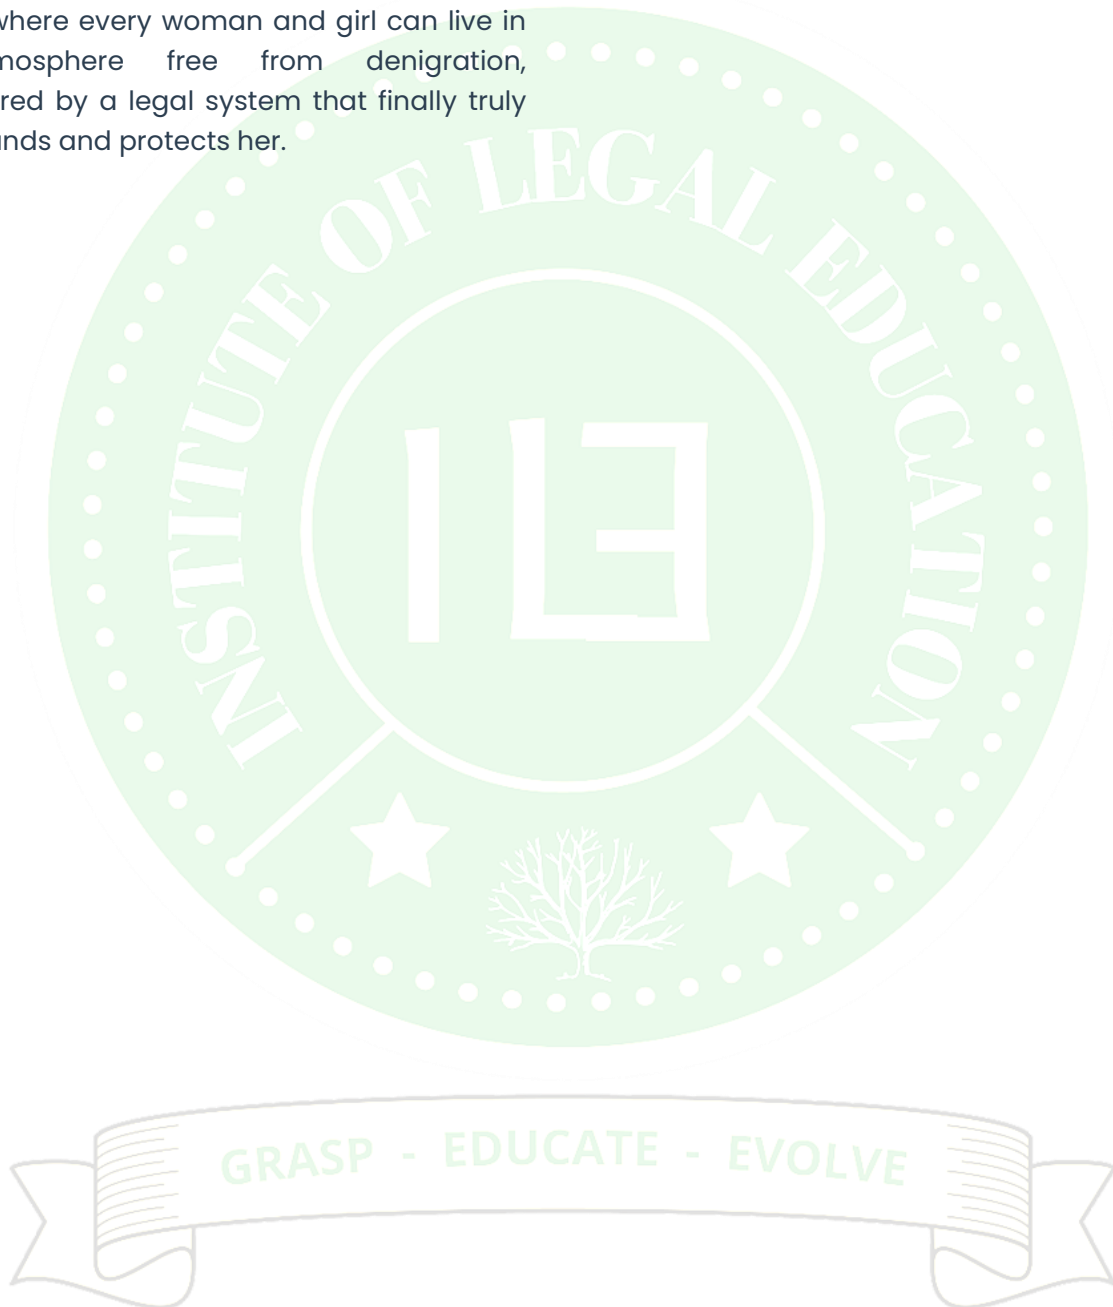 where every woman and girl can live in
mosphere free from denigration,
red by a legal system that finally truly
nds and protects her.
INSTITUTE OF LEGAL EDUCATION
ILE
GRASP - EDUCATE - EVOLVE